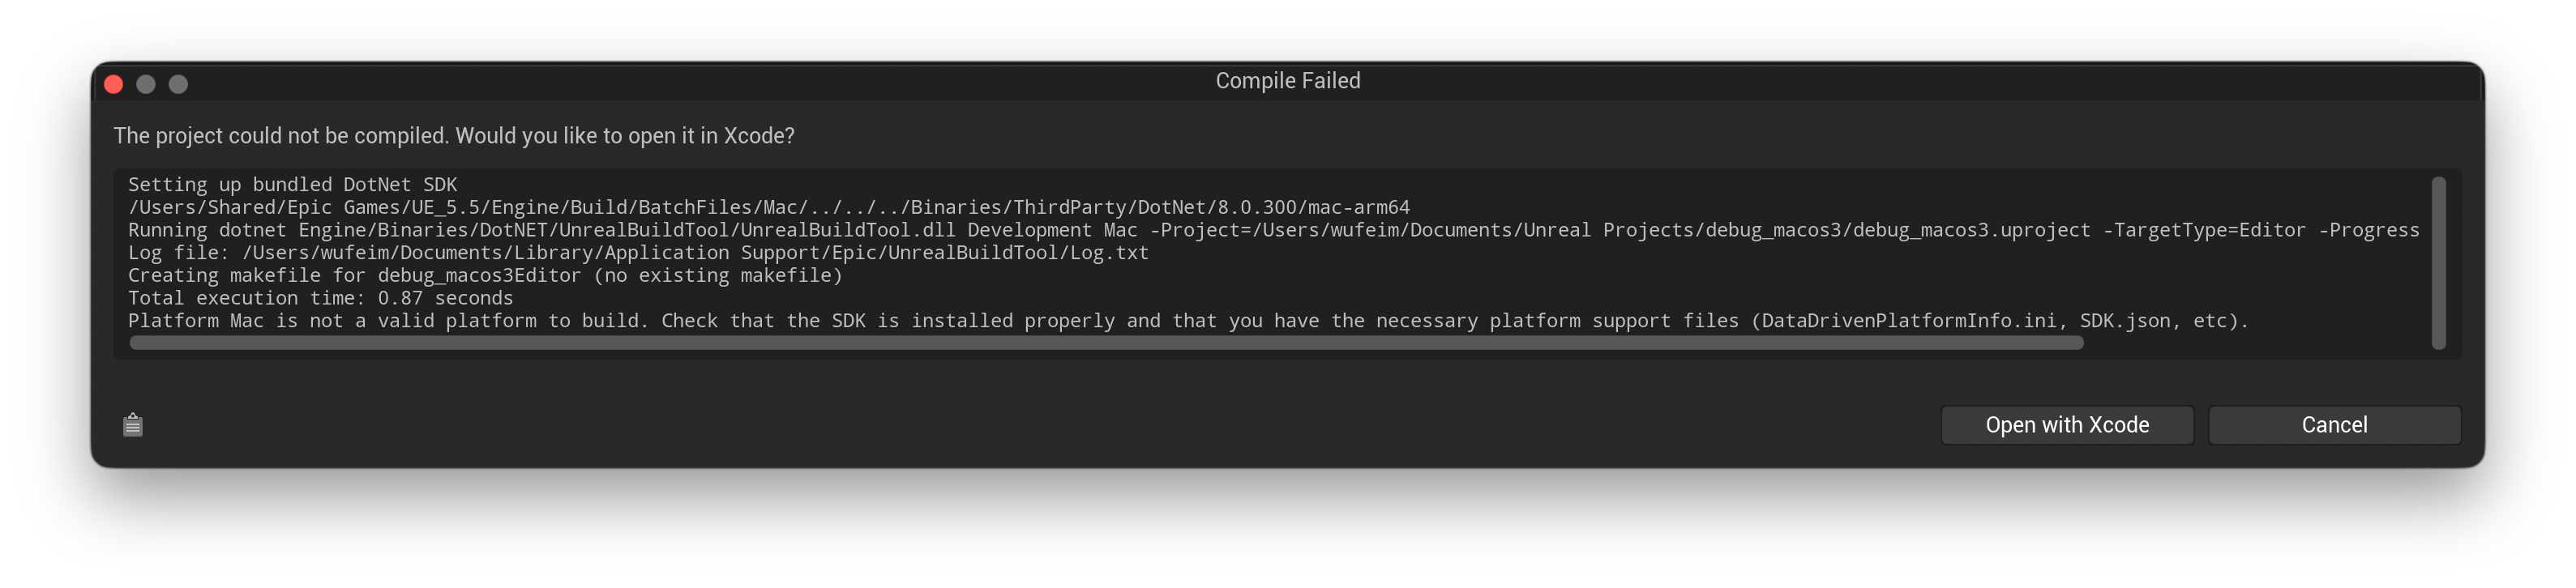 Compile Failed
The project could not be compiled. Would you like to open it in Xcode?
Setting up bundled DotNet SDK
/Users/Shared/Epic Games/UE_5.5/Engine/Build/BatchFiles/Mac/../../../Binaries/ThirdParty/DotNet/8.0.300/mac-arm64
Running dotnet Engine/Binaries/DotNET/UnrealBuildTool/UnrealBuildTool.dll Development Mac -Project=/Users/wufeim/Documents/Unreal Projects/debug_macos3/debug_macos3.uproject -TargetType=Editor -Progress
Log file: /Users/wufeim/Documents/Library/Application Support/Epic/UnrealBuildTool/Log.txt
Creating makefile for debug_macos3Editor (no existing makefile)
Total execution time: 0.87 seconds
Platform Mac is not a valid platform to build. Check that the SDK is installed properly and that you have the necessary platform support files (DataDrivenPlatformInfo.ini, SDK.json, etc).
Open with Xcode
Cancel